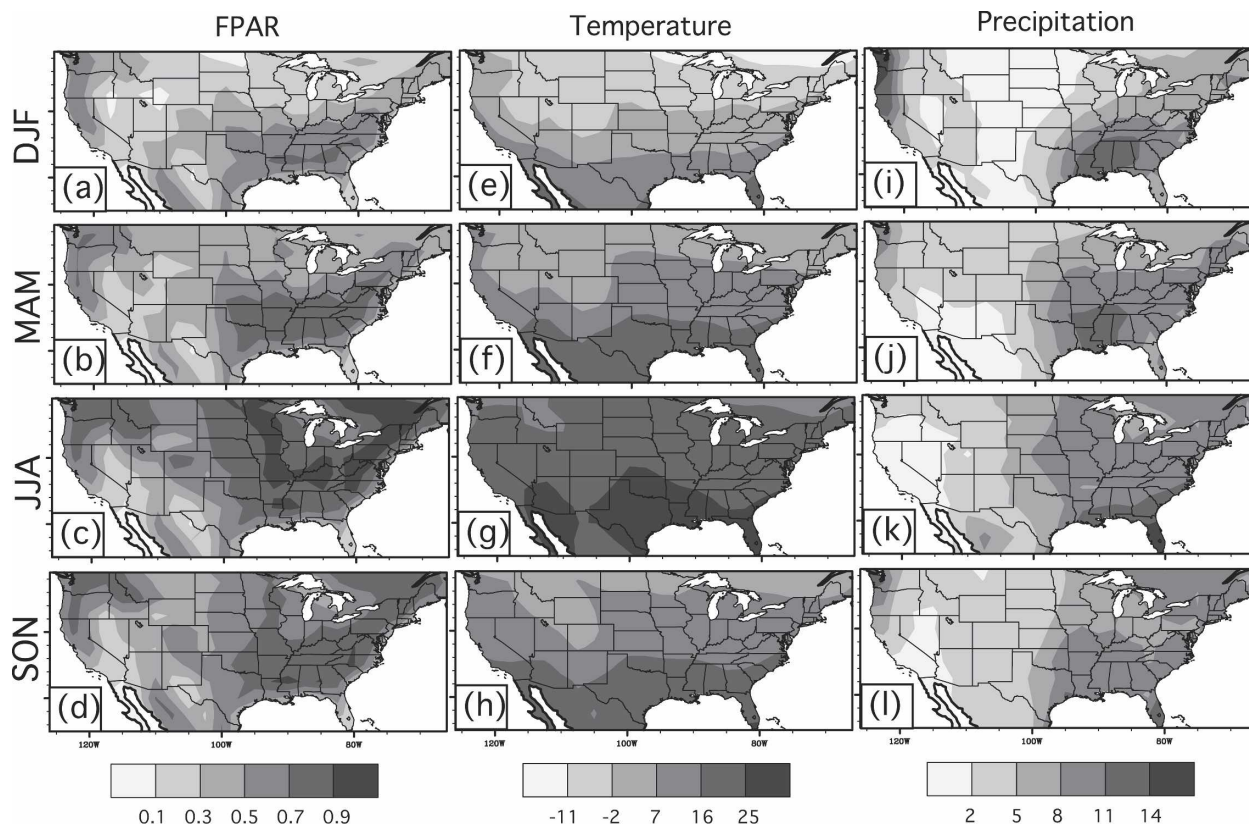 FPAR Temperature Precipitation
DJF
(a) (e) (i)
MAM
(b) (f) (j)
JJA
(c) (g) (k)
SON
(d) (h) (l)
120W 100W 80W 120W 100W 80W 120W 100W 80W
0.1 0.3 0.5 0.7 0.9 -11 -2 7 16 25 2 5 8 11 14